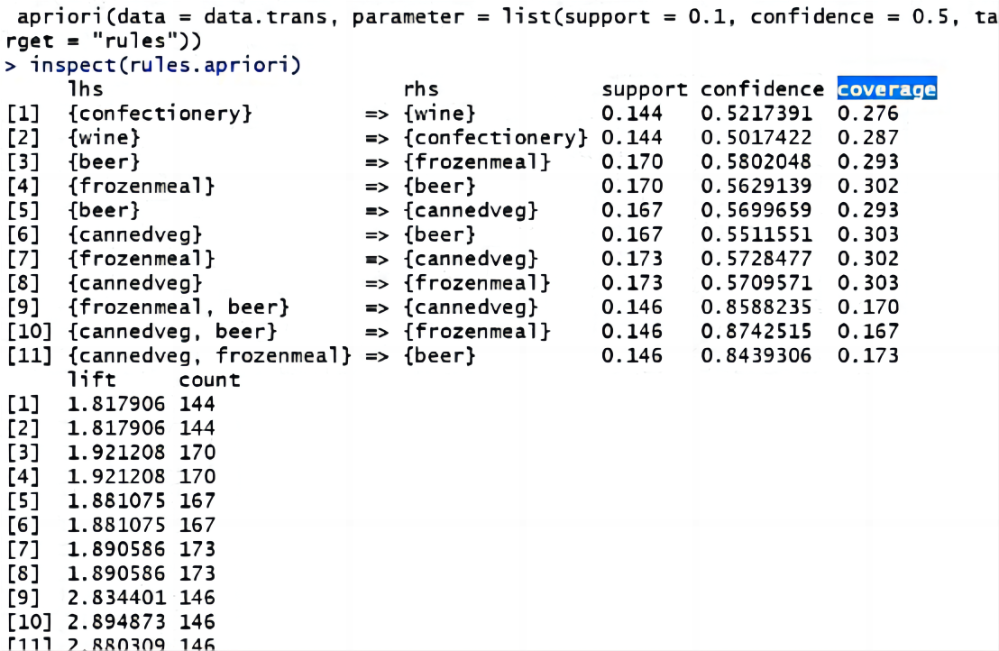 apriori(data = data.trans, parameter = list(support = 0.1, confidence = 0.5, ta
rget = "rules"))
> inspect(rules.apriori)
lhs rhs support confidence coverage
[1] {confectionery} => {wine} 0.144 0.5217391 0.276
[2] {wine} => {confectionery} 0.144 0.5017422 0.287
[3] {beer} => {frozenmeal} 0.170 0.5802048 0.293
[4] {frozenmeal} => {beer} 0.170 0.5629139 0.302
[5] {beer} => {cannedveg} 0.167 0.5699659 0.293
[6] {cannedveg} => {beer} 0.167 0.5511551 0.303
[7] {frozenmeal} => {cannedveg} 0.173 0.5728477 0.302
[8] {cannedveg} => {frozenmeal} 0.173 0.5709571 0.303
[9] {frozenmeal, beer} => {cannedveg} 0.146 0.8588235 0.170
[10] {cannedveg, beer} => {frozenmeal} 0.146 0.8742515 0.167
[11] {cannedveg, frozenmeal} => {beer} 0.146 0.8439306 0.173
lift count
[1] 1.817906 144
[2] 1.817906 144
[3] 1.921208 170
[4] 1.921208 170
[5] 1.881075 167
[6] 1.881075 167
[7] 1.890586 173
[8] 1.890586 173
[9] 2.834401 146
[10] 2.894873 146
[11] 2.880309 146